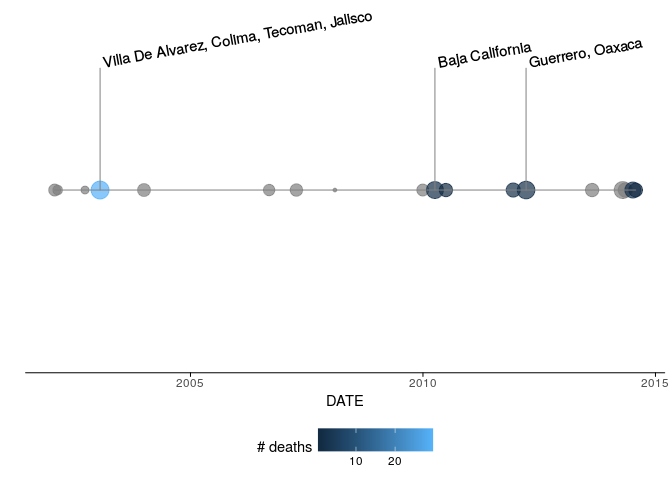 Villa De Alvarez, Colima, Tecoman, Jalisco
Baja California
Guerrero, Oaxaca
2005
2010
2015
DATE
# deaths
10
20